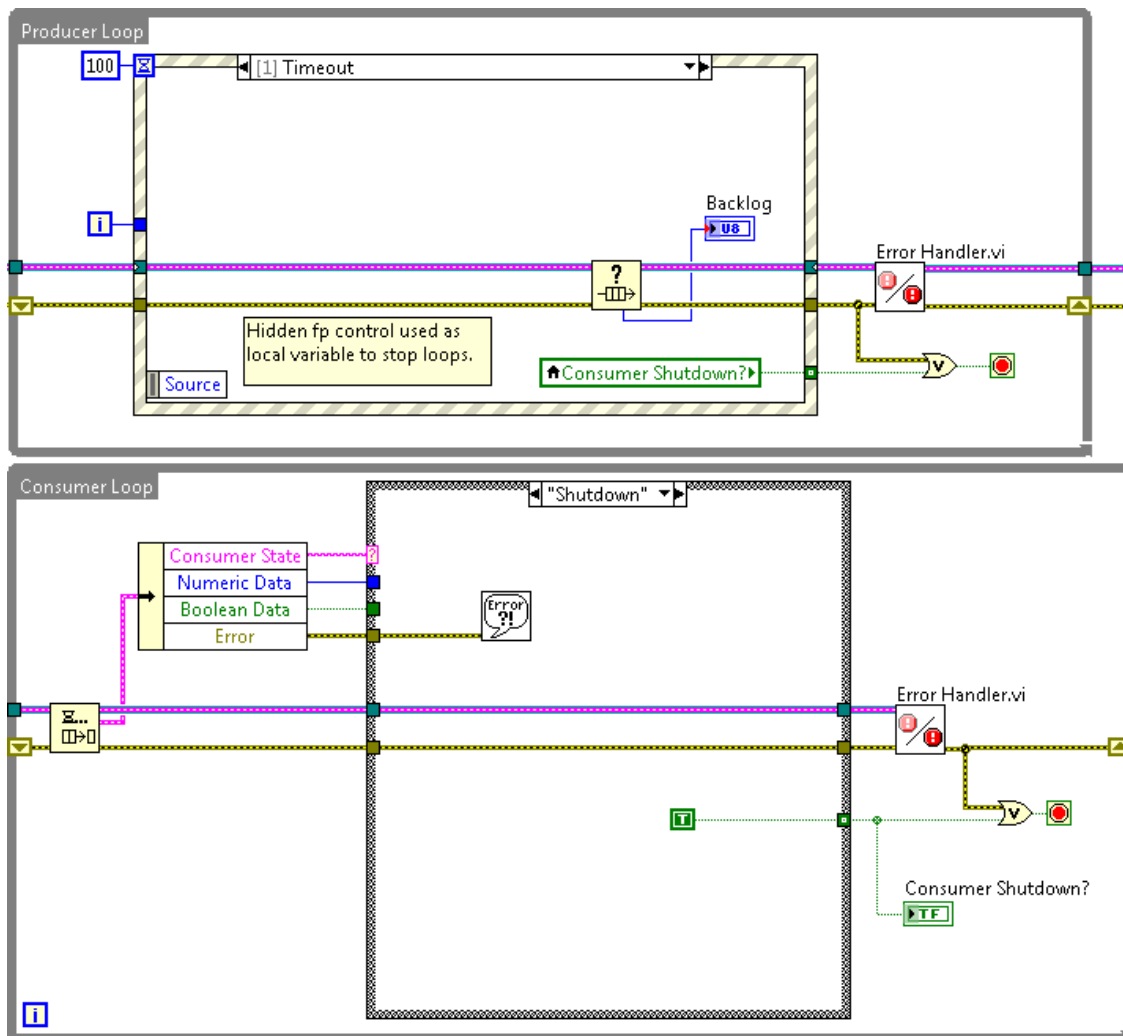 Producer Loop
100
[1] Timeout
i
Backlog
U8
Error Handler.vi
?
Hidden fp control used as
local variable to stop loops.
Consumer Shutdown?
Source
V
Consumer Loop
"Shutdown"
Consumer State
?
Numeric Data
Boolean Data
Error
Error
?!
Error Handler.vi
T
V
Consumer Shutdown?
TF
i